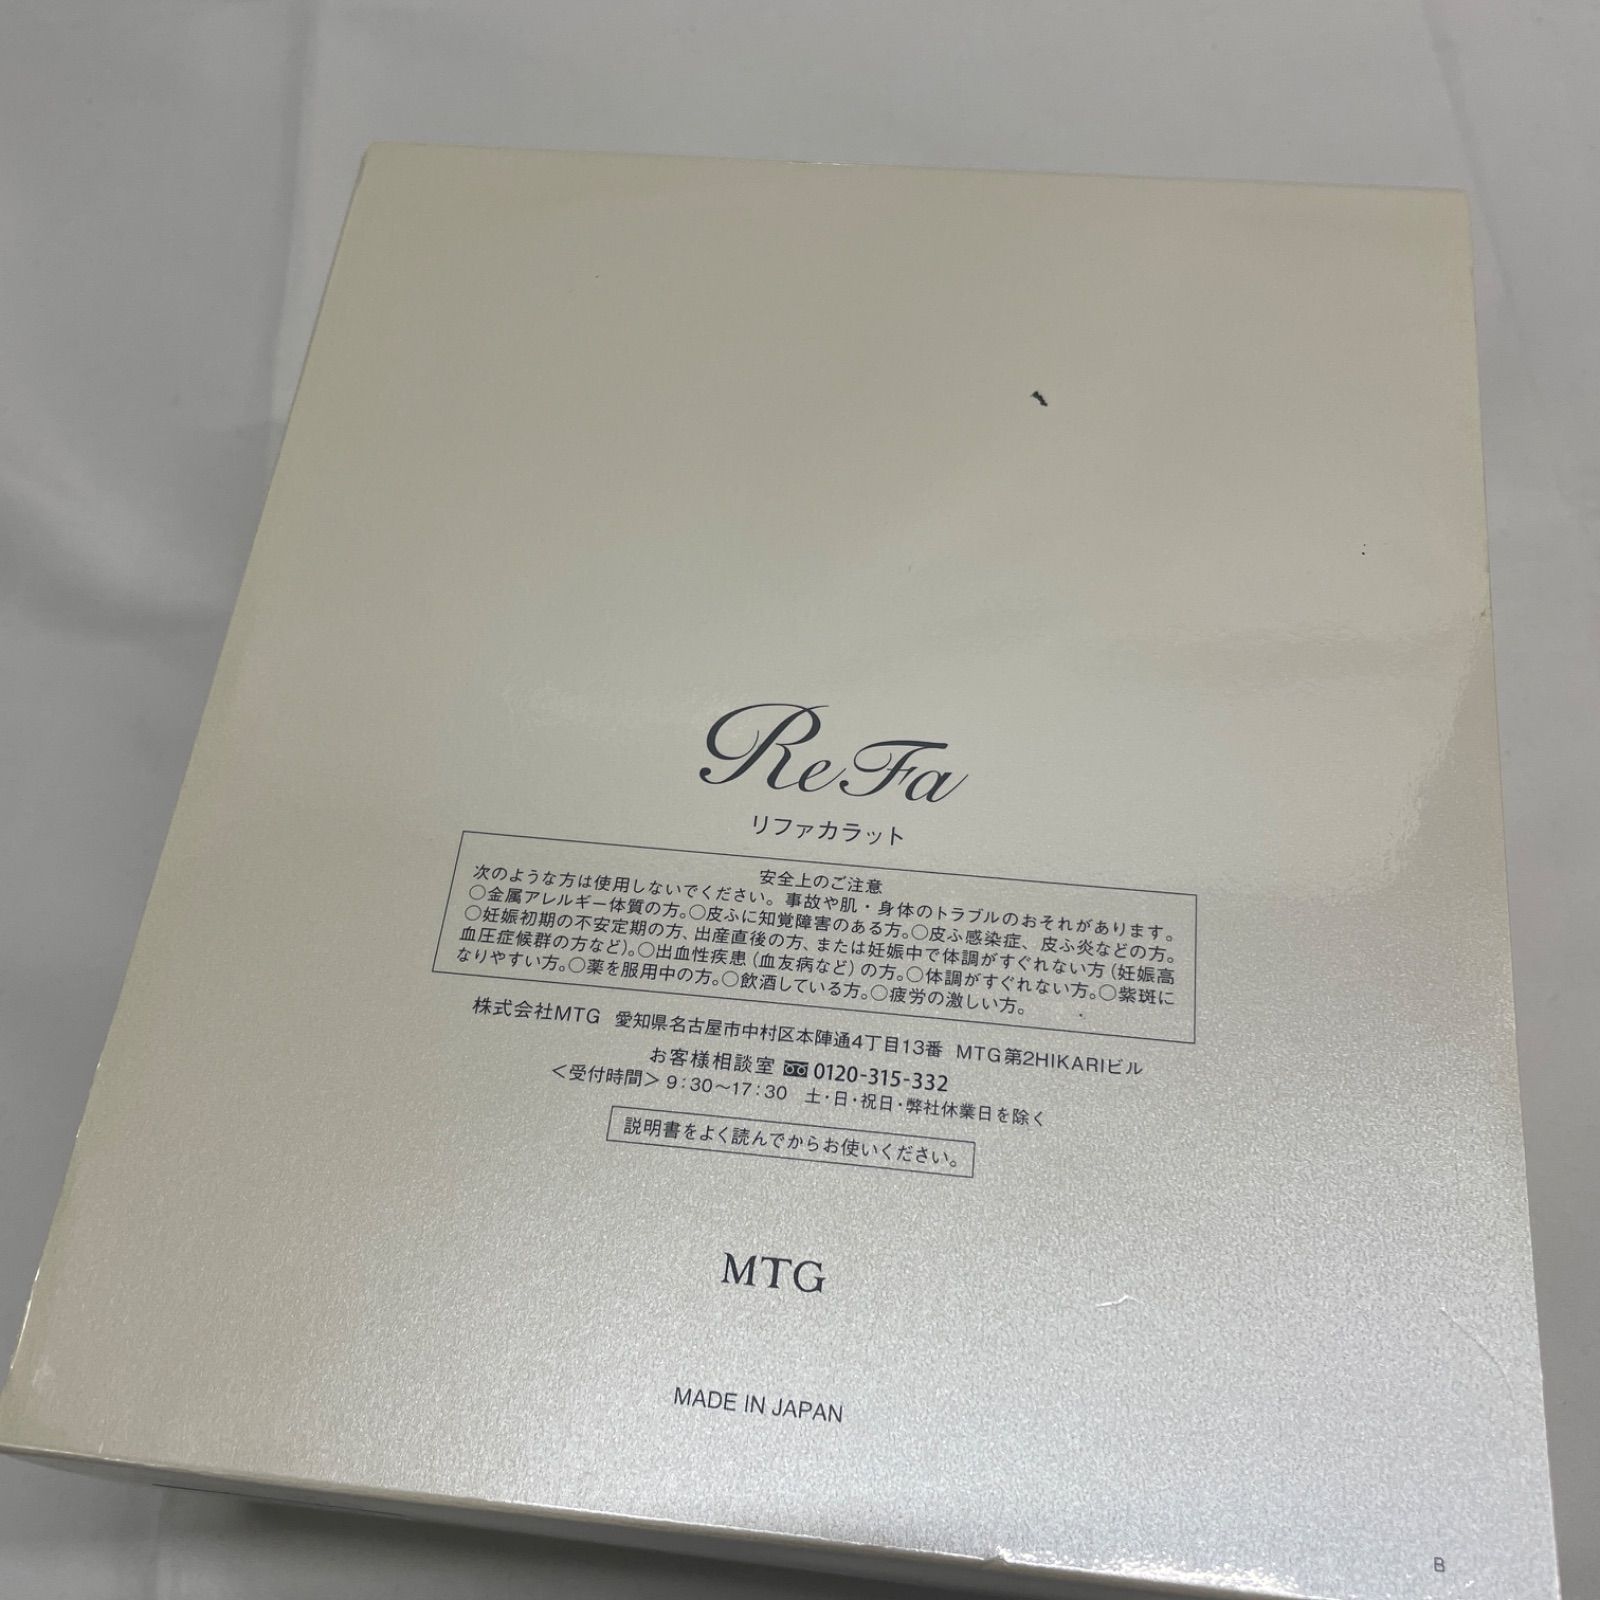 ReFa
リファカラット
安全上のご注意
次のような方は使用しないでください。事故や肌・身体のトラブルのおそれがあります。
○金属アレルギー体質の方。○皮ふに知覚障害のある方。○皮ふ感染症、皮ふ炎などの方。
○妊娠初期の不安定期の方、出産直後の方、または妊娠中で体調がすぐれない方（妊娠高
血圧症候群の方など）。○出血性疾患（血友病など）の方。○体調がすぐれない方。○紫斑に
なりやすい方。○薬を服用中の方。○飲酒している方。○疲労の激しい方。
株式会社MTG 愛知県名古屋市中村区本陣通4丁目13番 MTG第2HIKARIビル
お客様相談室 0120-315-332
＜受付時間＞9:30～17:30 土・日・祝日・弊社休業日を除く
説明書をよく読んでからお使いください。
MTG
MADE IN JAPAN
B